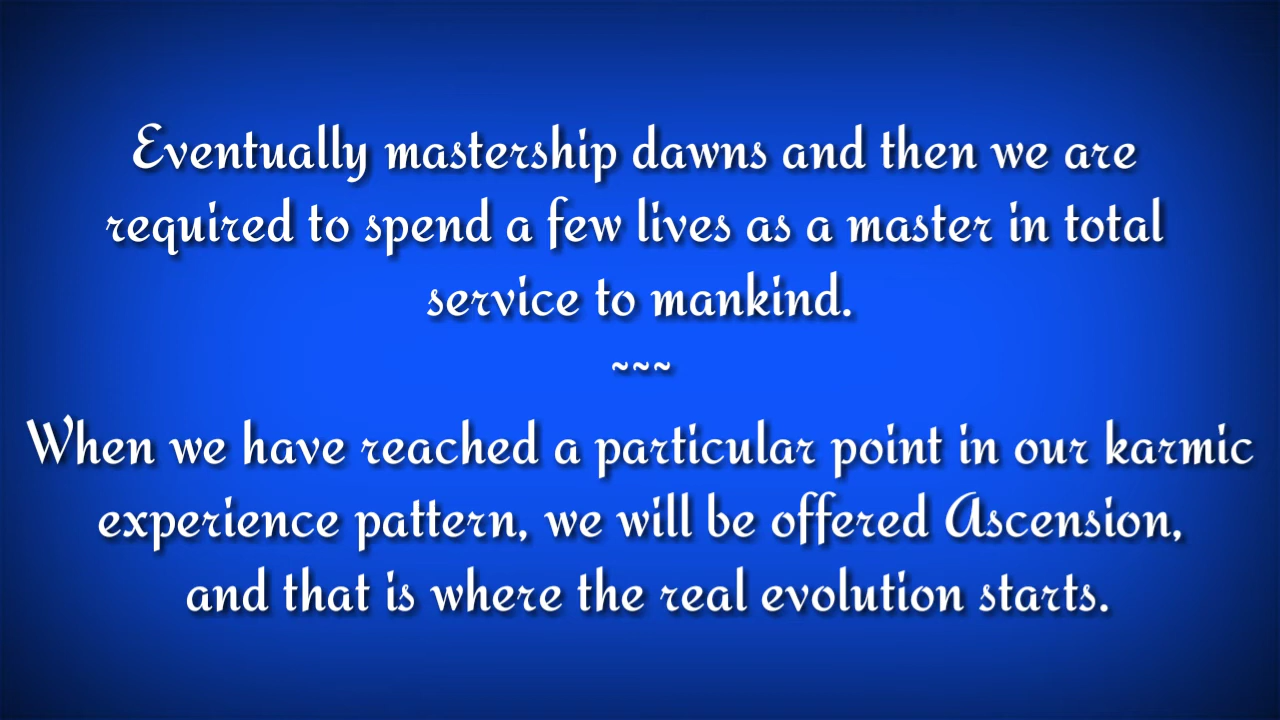 Eventually mastership dawns and then we are
required to spend a few lives as a master in total
service to mankind.
~~~
When we have reached a particular point in our karmic
experience pattern, we will be offered Ascension,
and that is where the real evolution starts.